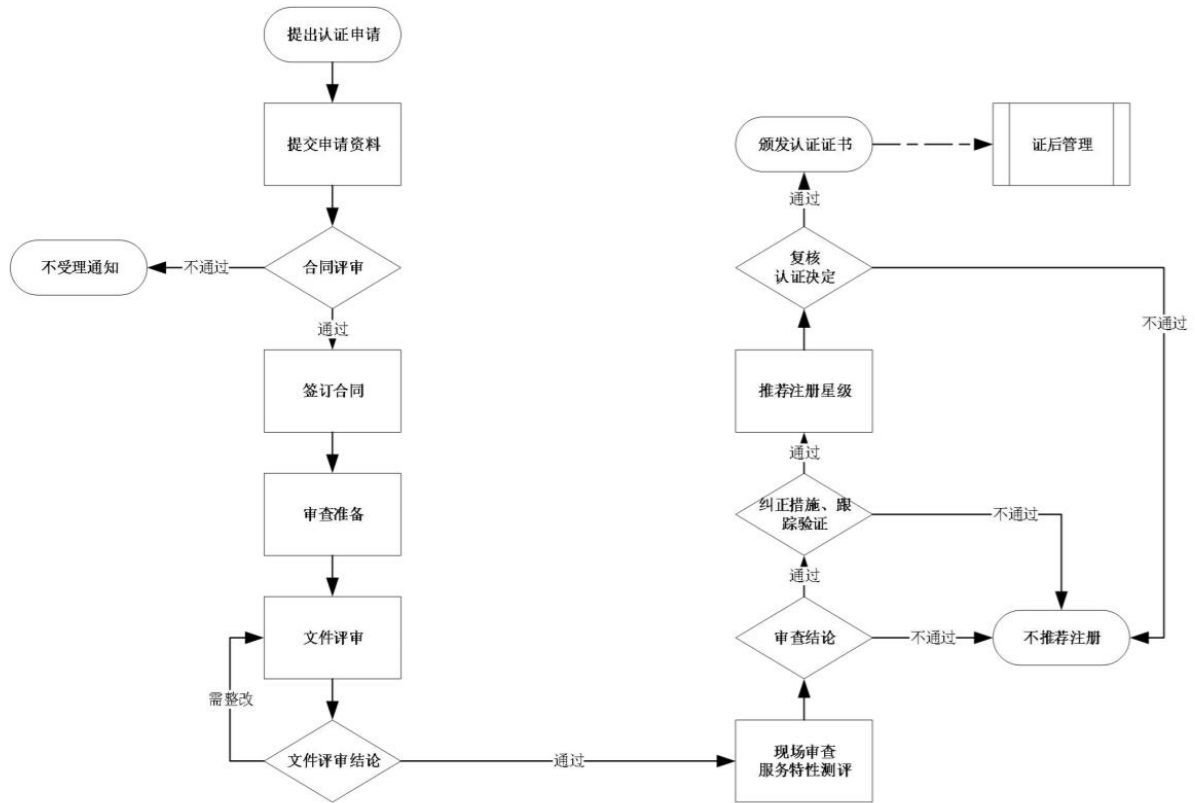 提出认证申请
提交申请资料
合同评审
不通过
不受理通知
通过
签订合同
审查准备
文件评审
需整改
文件评审结论
通过
现场审查
服务特性测评
审查结论
不通过
不推荐注册
通过
纠正措施、跟
踪验证
不通过
通过
推荐注册星级
复核
认证决定
不通过
通过
颁发认证证书
证后管理